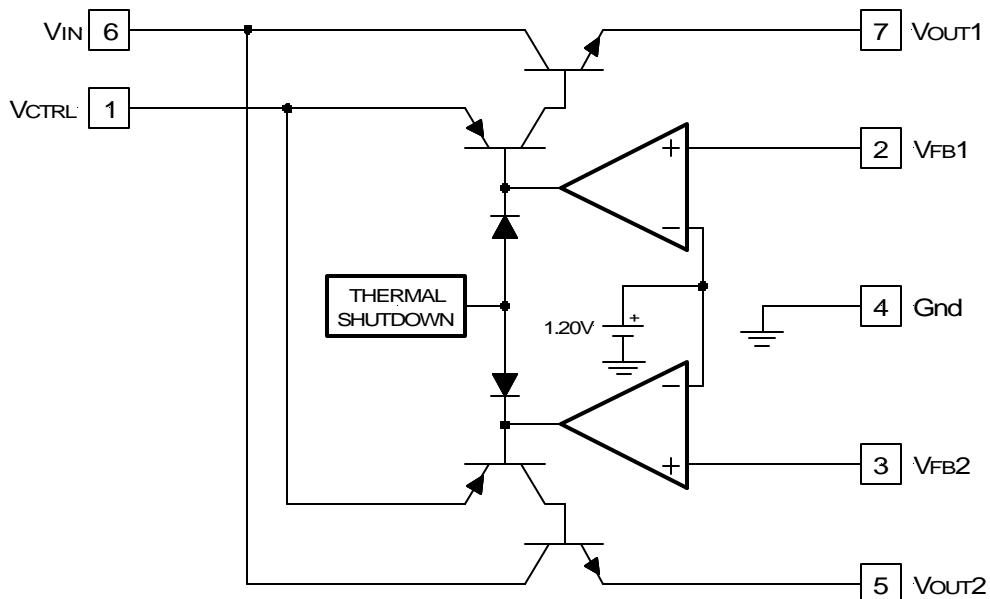 VIN 6
7 VOUT1
VCTRL 1
+ 2 VFB1
−
THERMAL
SHUTDOWN
1.20V +
4 Gnd
−
+ 3 VFB2
5 VOUT2